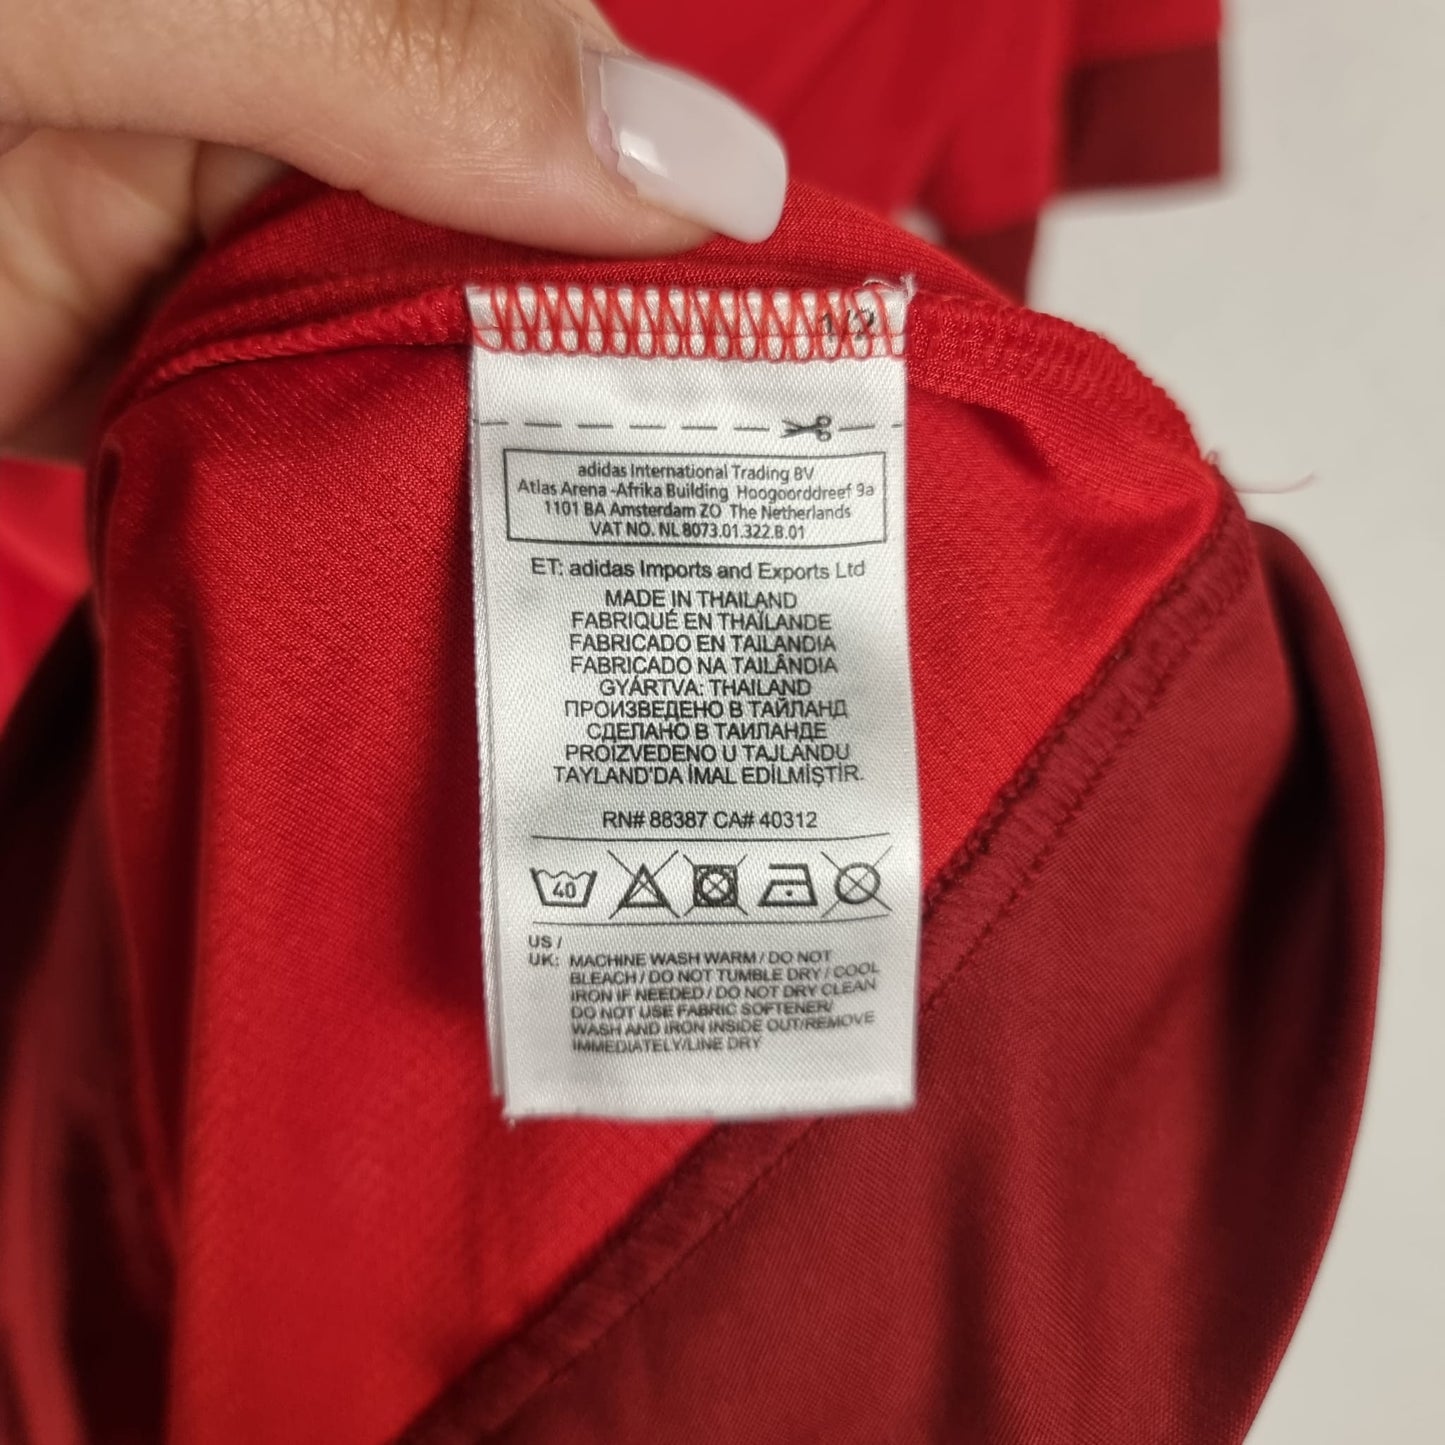 1/2
adidas International Trading BV
Atlas Arena -Afrika Building Hoogoorddreef 9a
1101 BA Amsterdam ZO The Netherlands
VAT NO. NL 8073.01.322.B.01
ET: adidas Imports and Exports Ltd
MADE IN THAILAND
FABRIQUÉ EN THAÏLANDE
FABRICADO EN TAILANDIA
FABRICADO NA TAILÂNDIA
GYÁRTVA: THAILAND
ПРОИЗВЕДЕНО В ТАЙЛАНД
СДЕЛАНО В ТАИЛАНДЕ
PROIZVEDENO U TAJLANDU
TAYLAND'DA İMAL EDİLMİŞTİR.
RN# 88387 CA# 40312
40
US /
UK: MACHINE WASH WARM / DO NOT
BLEACH / DO NOT TUMBLE DRY / COOL
IRON IF NEEDED / DO NOT DRY CLEAN
DO NOT USE FABRIC SOFTENER/
WASH AND IRON INSIDE OUT/REMOVE
IMMEDIATELY/LINE DRY